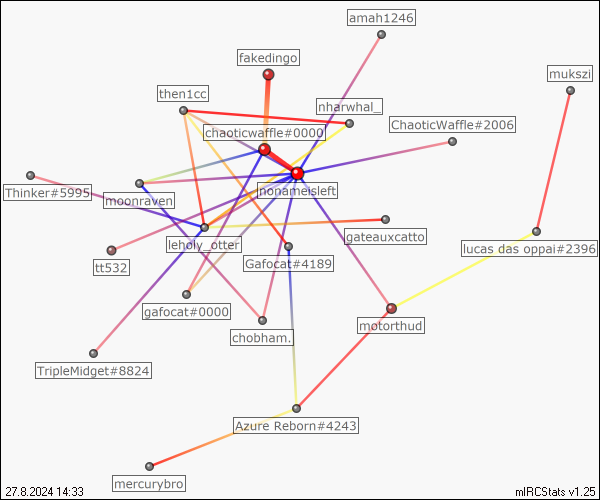 amah1246
fakedingo
mukszi
then1cc
nharwhal_
chaoticwaffle#0000
ChaoticWaffle#2006
Thinker#5995
moonraven
nonameisleft
leholy_otter
gateauxcatto
lucas das oppai#2396
tt532
Gafocat#4189
gafocat#0000
chobham.
motorthud
TripleMidget#8824
Azure Reborn#4243
mercurybro
27.8.2024 14:33
mIRCStats v1.25